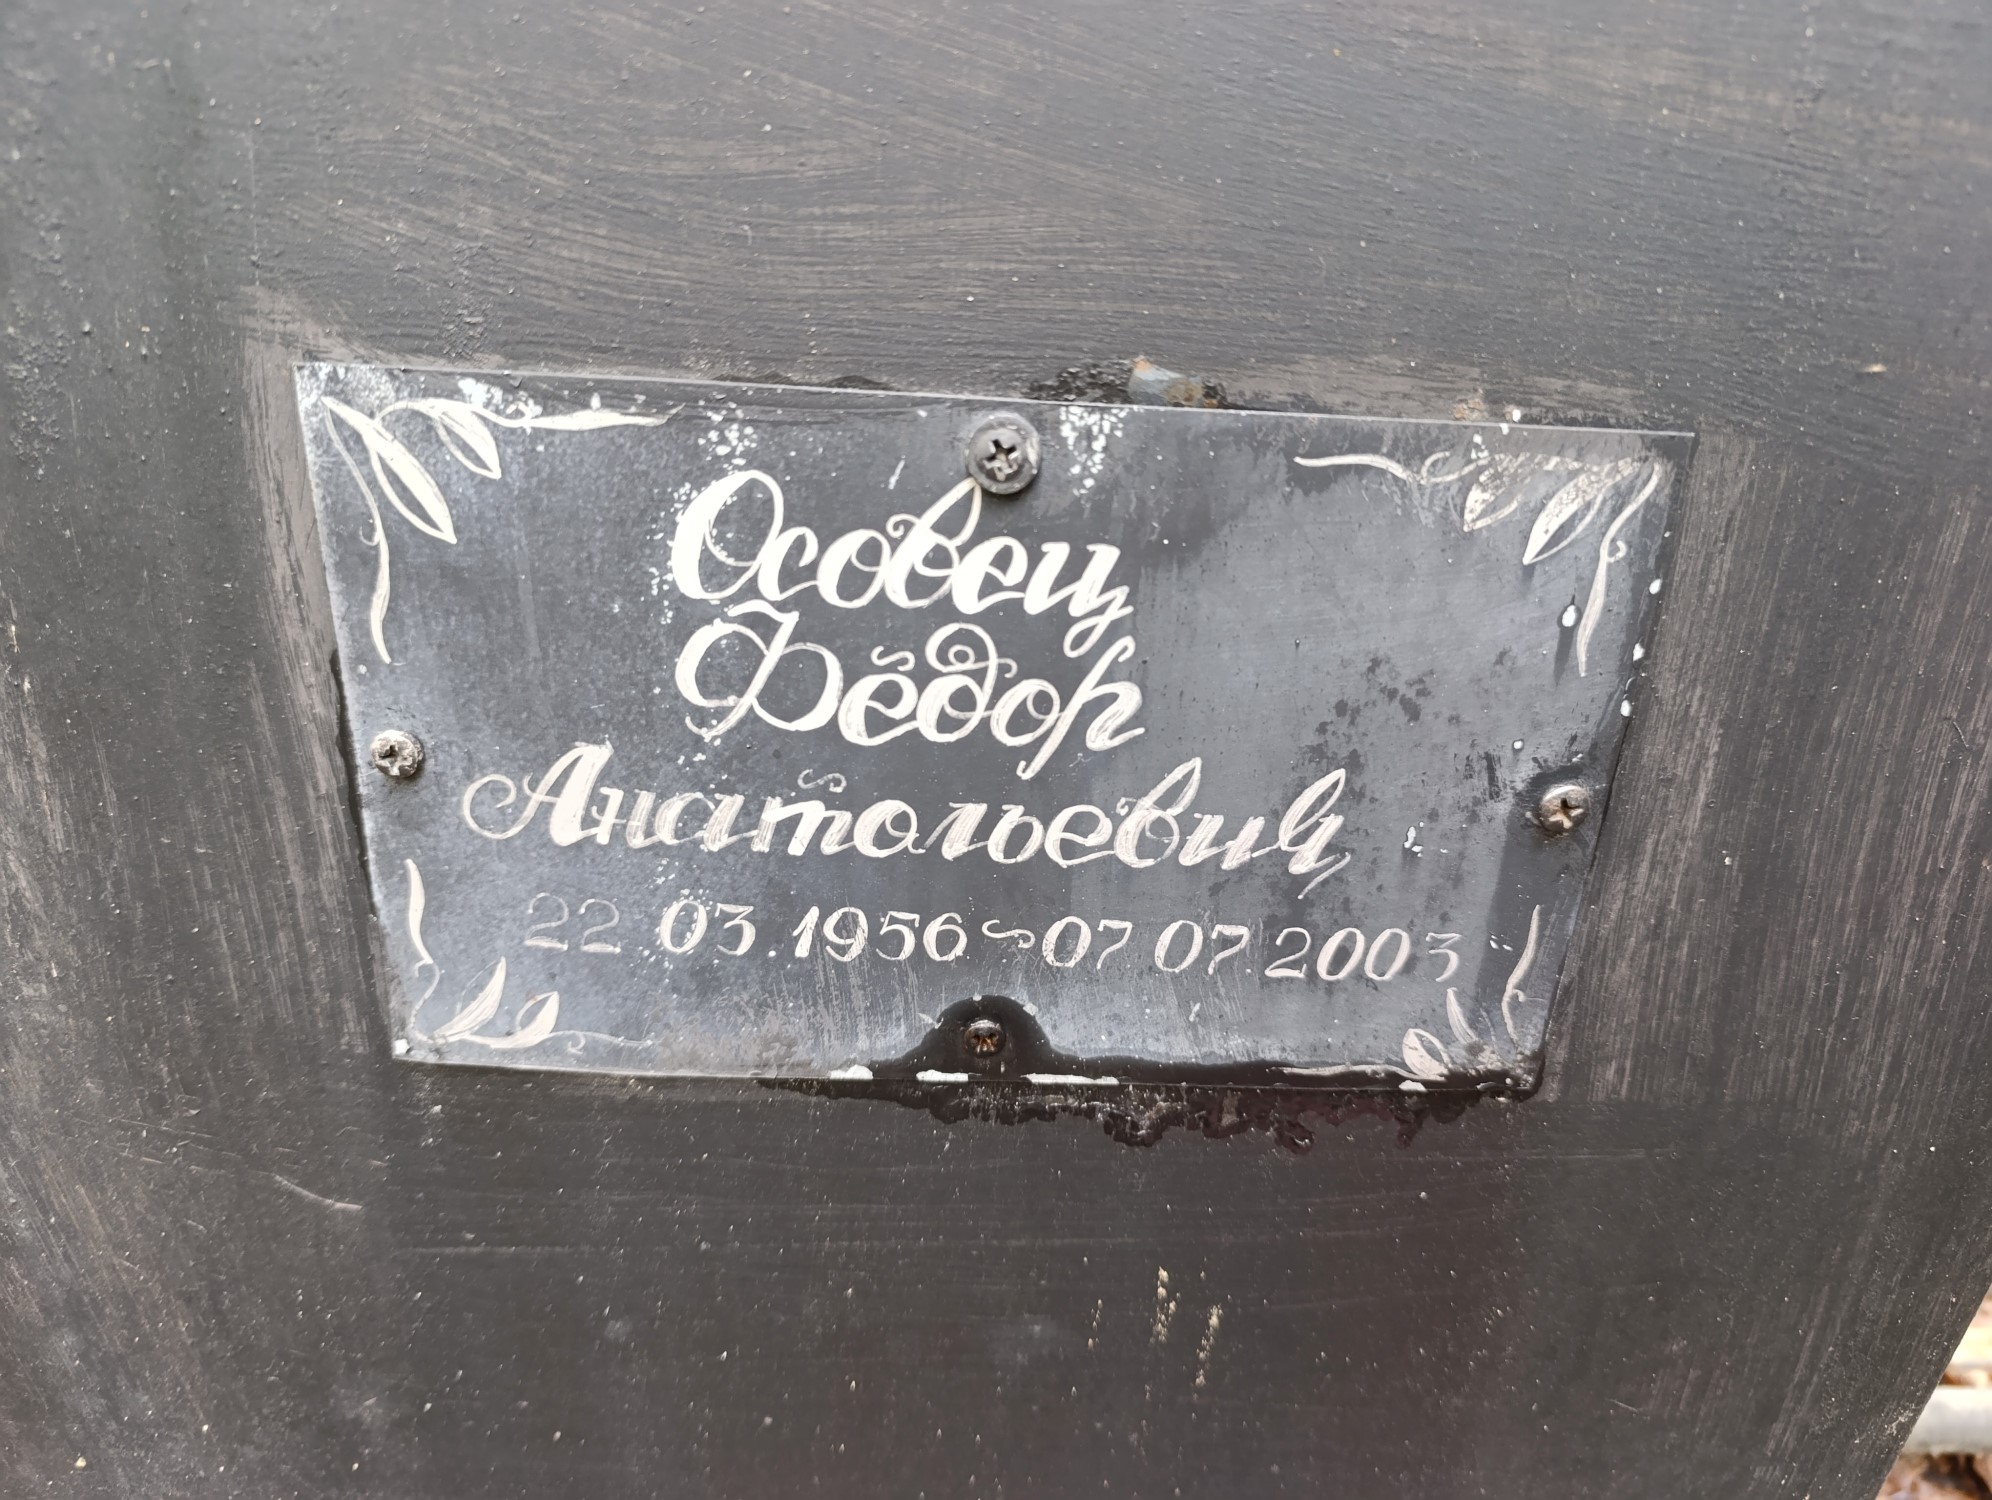 Осовец
Фёдор
Анатольевич
22 03.1956~07 07.2003